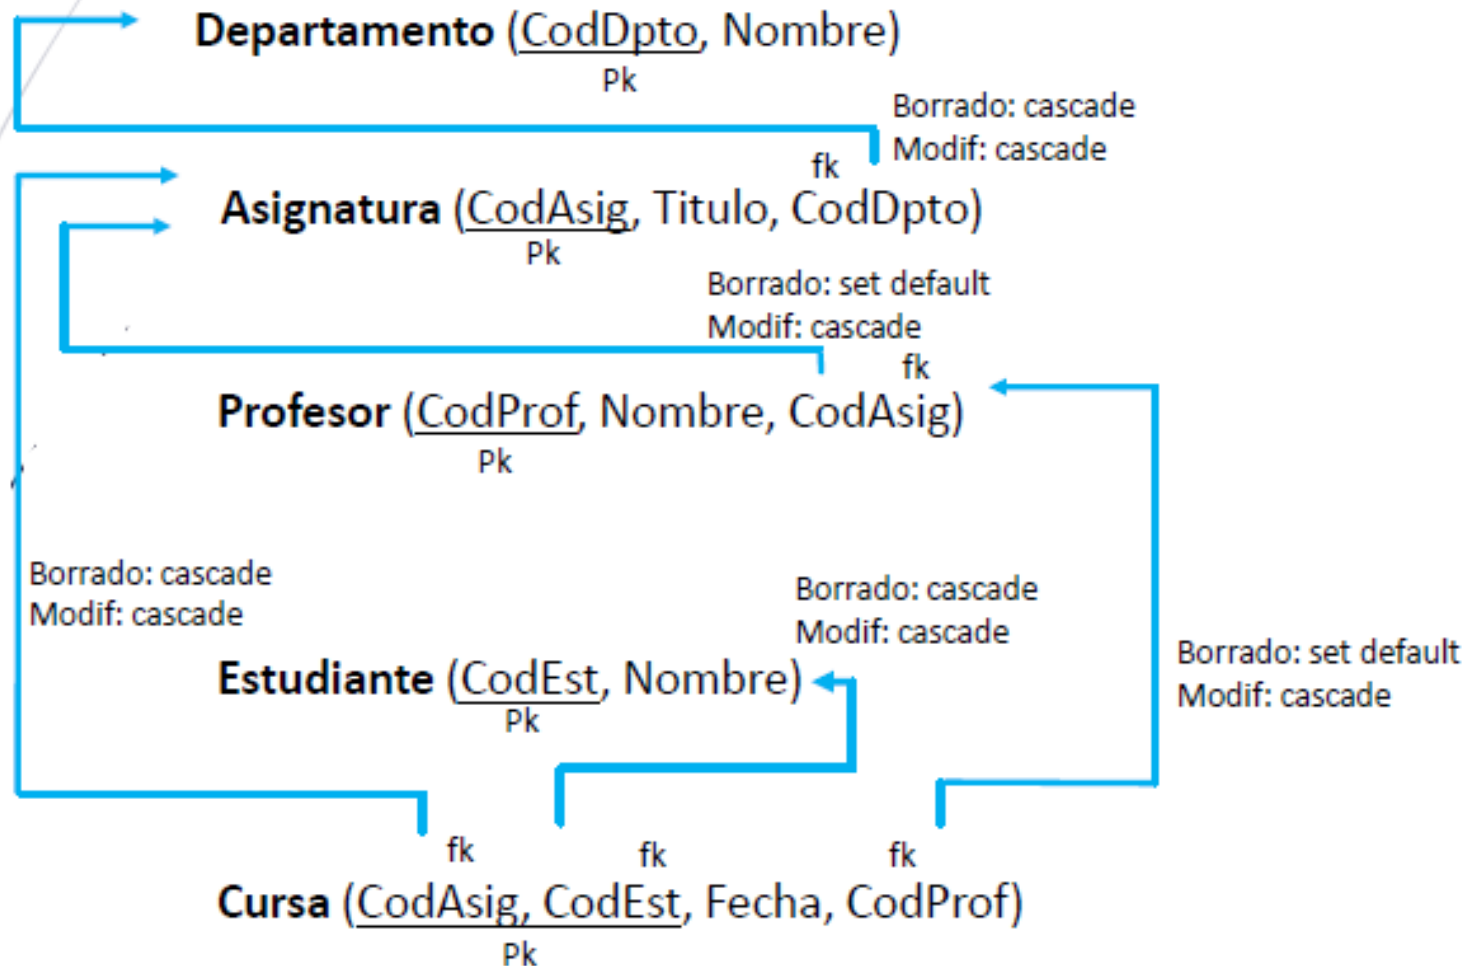 Departamento (CodDpto, Nombre)
Pk
Borrado: cascade
Modif: cascade
fk
Asignatura (CodAsig, Titulo, CodDpto)
Pk
Borrado: set default
Modif: cascade
fk
Profesor (CodProf, Nombre, CodAsig)
Pk
Borrado: cascade
Modif: cascade
Borrado: cascade
Modif: cascade
Borrado: set default
Modif: cascade
Estudiante (CodEst, Nombre)
Pk
fk fk fk
Cursa (CodAsig, CodEst, Fecha, CodProf)
Pk